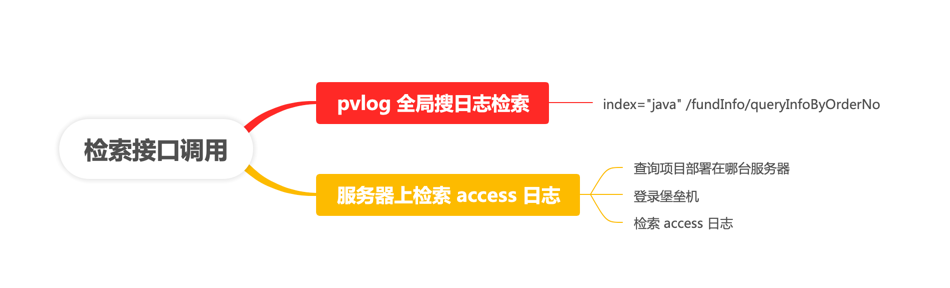 检索接口调用
pvlog 全局搜日志检索
index="java" /fundInfo/queryInfoByOrderNo
服务器上检索 access 日志
查询项目部署在哪台服务器
登录堡垒机
检索 access 日志